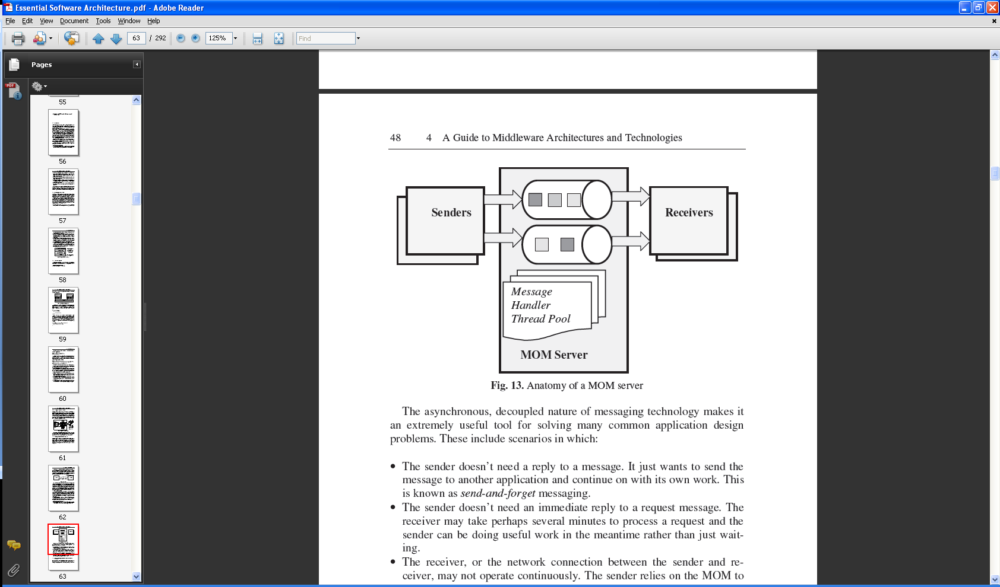 Essential Software Architecture.pdf - Adobe Reader
File Edit View Document Tools Window Help
63 / 292 125% Find
Pages
55
56
57
58
59
60
61
62
63
48 4 A Guide to Middleware Architectures and Technologies
Senders
Receivers
Message
Handler
Thread Pool
MOM Server
Fig. 13. Anatomy of a MOM server
The asynchronous, decoupled nature of messaging technology makes it
an extremely useful tool for solving many common application design
problems. These include scenarios in which:
• The sender doesn't need a reply to a message. It just wants to send the
message to another application and continue on with its own work. This
is known as send-and-forget messaging.
• The sender doesn't need an immediate reply to a request message. The
receiver may take perhaps several minutes to process a request and the
sender can be doing useful work in the meantime rather than just wait-
ing.
• The receiver, or the network connection between the sender and re-
ceiver, may not operate continuously. The sender relies on the MOM to